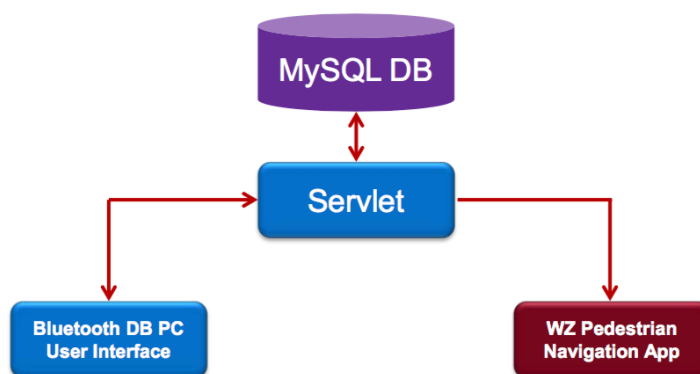 MySQL DB
Servlet
Bluetooth DB PC
User Interface
WZ Pedestrian
Navigation App